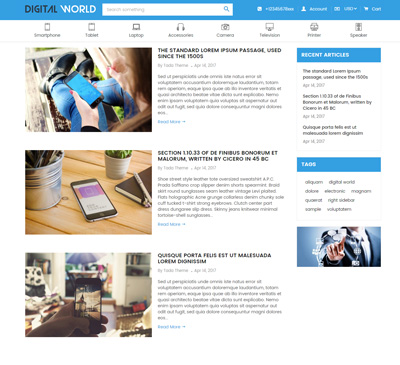 DIGITAL WORLD
Search something
Account
USD
Cart
Smartphone
Tablet
Laptop
Accessories
Camera
Television
Printer
Speaker
THE STANDARD LOREM IPSUM PASSAGE, USED
SINCE THE 1500S
By Tada Theme - Apr 14, 2017
Sed ut perspiciatis unde omnis iste natus error sit
voluptatem accusantium doloremque laudantium, totam
rem aperiam, eaque ipsa quae ab illo inventore veritatis et
quasi architecto beatae vitae dicta sunt explicabo. Nemo
enim ipsam voluptatem quia voluptas sit aspernatur aut
odit aut fugit, sed quia consequuntur...
Read More →
SECTION 1.10.33 OF DE FINIBUS BONORUM ET
MALORUM, WRITTEN BY CICERO IN 45 BC
By Tada Theme - Apr 14, 2017
Shoe street style leather tote oversized sweatshirt A.P.C.
Prada Saffiano crop slipper denim shorts spearmint. Braid
skirt round sunglasses seam leather vintage Levi plaited.
Flats holographic Acne grunge collarless denim chunky sole
cuff tucked t-shirt strong eyebrows. Clutch center part
dress dungaree slip dress. Skinny jeans knitwear minimal
tortoise-shell sunglasses...
Read More →
QUISQUE PORTA FELIS EST UT MALESUADA
LOREM DIGNISSIM
By Tada Theme - Apr 14, 2017
Sed ut perspiciatis unde omnis iste natus error sit
voluptatem accusantium doloremque laudantium, totam
rem aperiam, eaque ipsa quae ab illo inventore veritatis et
quasi architecto beatae vitae dicta sunt explicabo. Nemo
enim ipsam voluptatem quia voluptas sit aspernatur aut
odit aut fugit, sed quia consequuntur...
Read More →
RECENT ARTICLES
The standard Lorem Ipsum passage,
used since the 1500s
Apr 14, 2017
Section 1.10.33 of de Finibus
Bonorum et Malorum, written by
Cicero in 45 BC
Apr 14, 2017
Quisque porta felis est ut
malesuada lorem dignissim
Apr 14, 2017
TAGS
aliquam digital world
dolore electronic magnam
quaerat random red
sample voluptatem